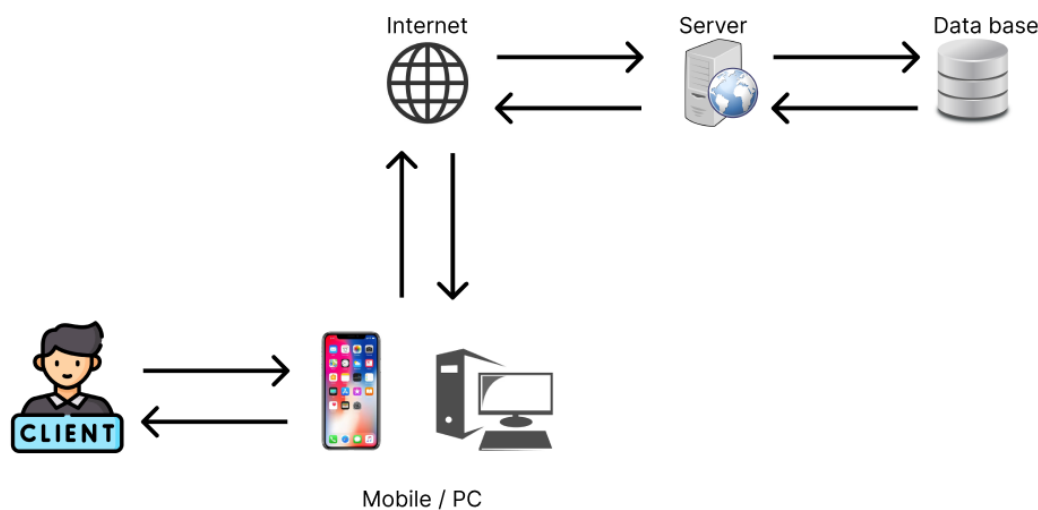 Internet
Server
Data base
CLIENT
Mobile / PC